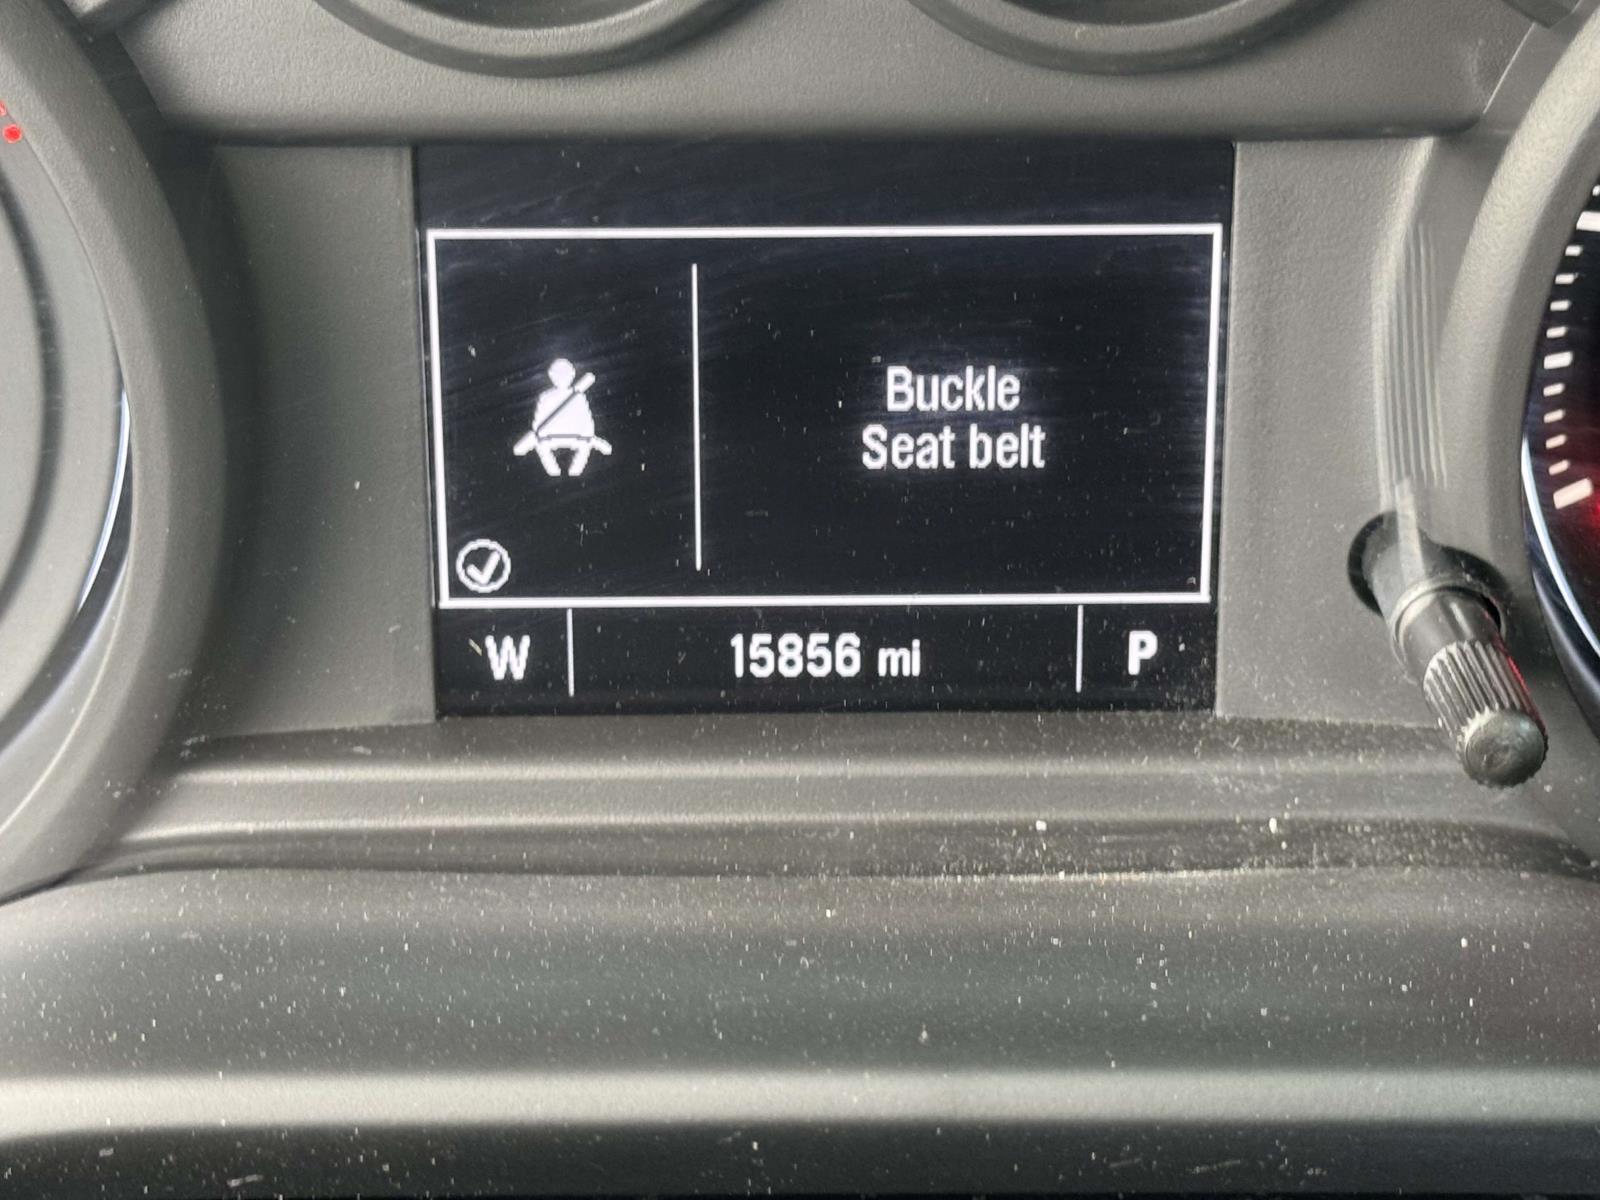 Buckle
Seat belt
W 15856 mi P